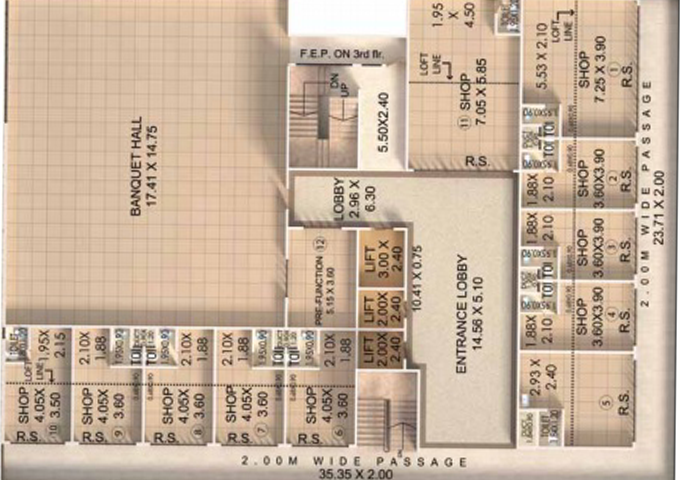 BANQUET HALL
17.41 X 14.75
F.E.P. ON 3rd flr.
DN
UP
5.50X2.40
LOBBY
2.96 X
6.30
PRE-FUNCTION 12
5.15 X 3.60
LIFT
3.00 X
2.40
LIFT
2.00X
2.40
LIFT
2.00X
2.40
10.41 X 0.75
ENTRANCE LOBBY
14.56 X 5.10
1.95
X
4.50
LOFT
LINE
11 SHOP
7.05 X 5.85
R.S.
TOILET
5.53 X 2.10
LOFT
LINE
SHOP 1
7.25 X 3.90
R.S.
1.88X
2.10
SHOP 2
3.60X3.90
R.S.
1.88X
2.10
SHOP 3
3.60X3.90
R.S.
1.88X
2.10
SHOP 4
3.60X3.90
R.S.
2.93 X
2.40
TOILET
5
R.S.
2.00M WIDE PASSAGE
23.71 X 2.00
TOILET
1.95X
2.15
LOFT
LINE
SHOP
4.05X
3.50
R.S. 10
2.10X
1.88
SHOP
4.05X
3.60
R.S. 9
2.10X
1.88
SHOP
4.05X
3.60
R.S. 8
2.10X
1.88
SHOP
4.05X
3.60
R.S. 7
2.10X
1.88
SHOP
4.05X
3.60
R.S. 6
2.00M WIDE PASSAGE
35.35 X 2.00